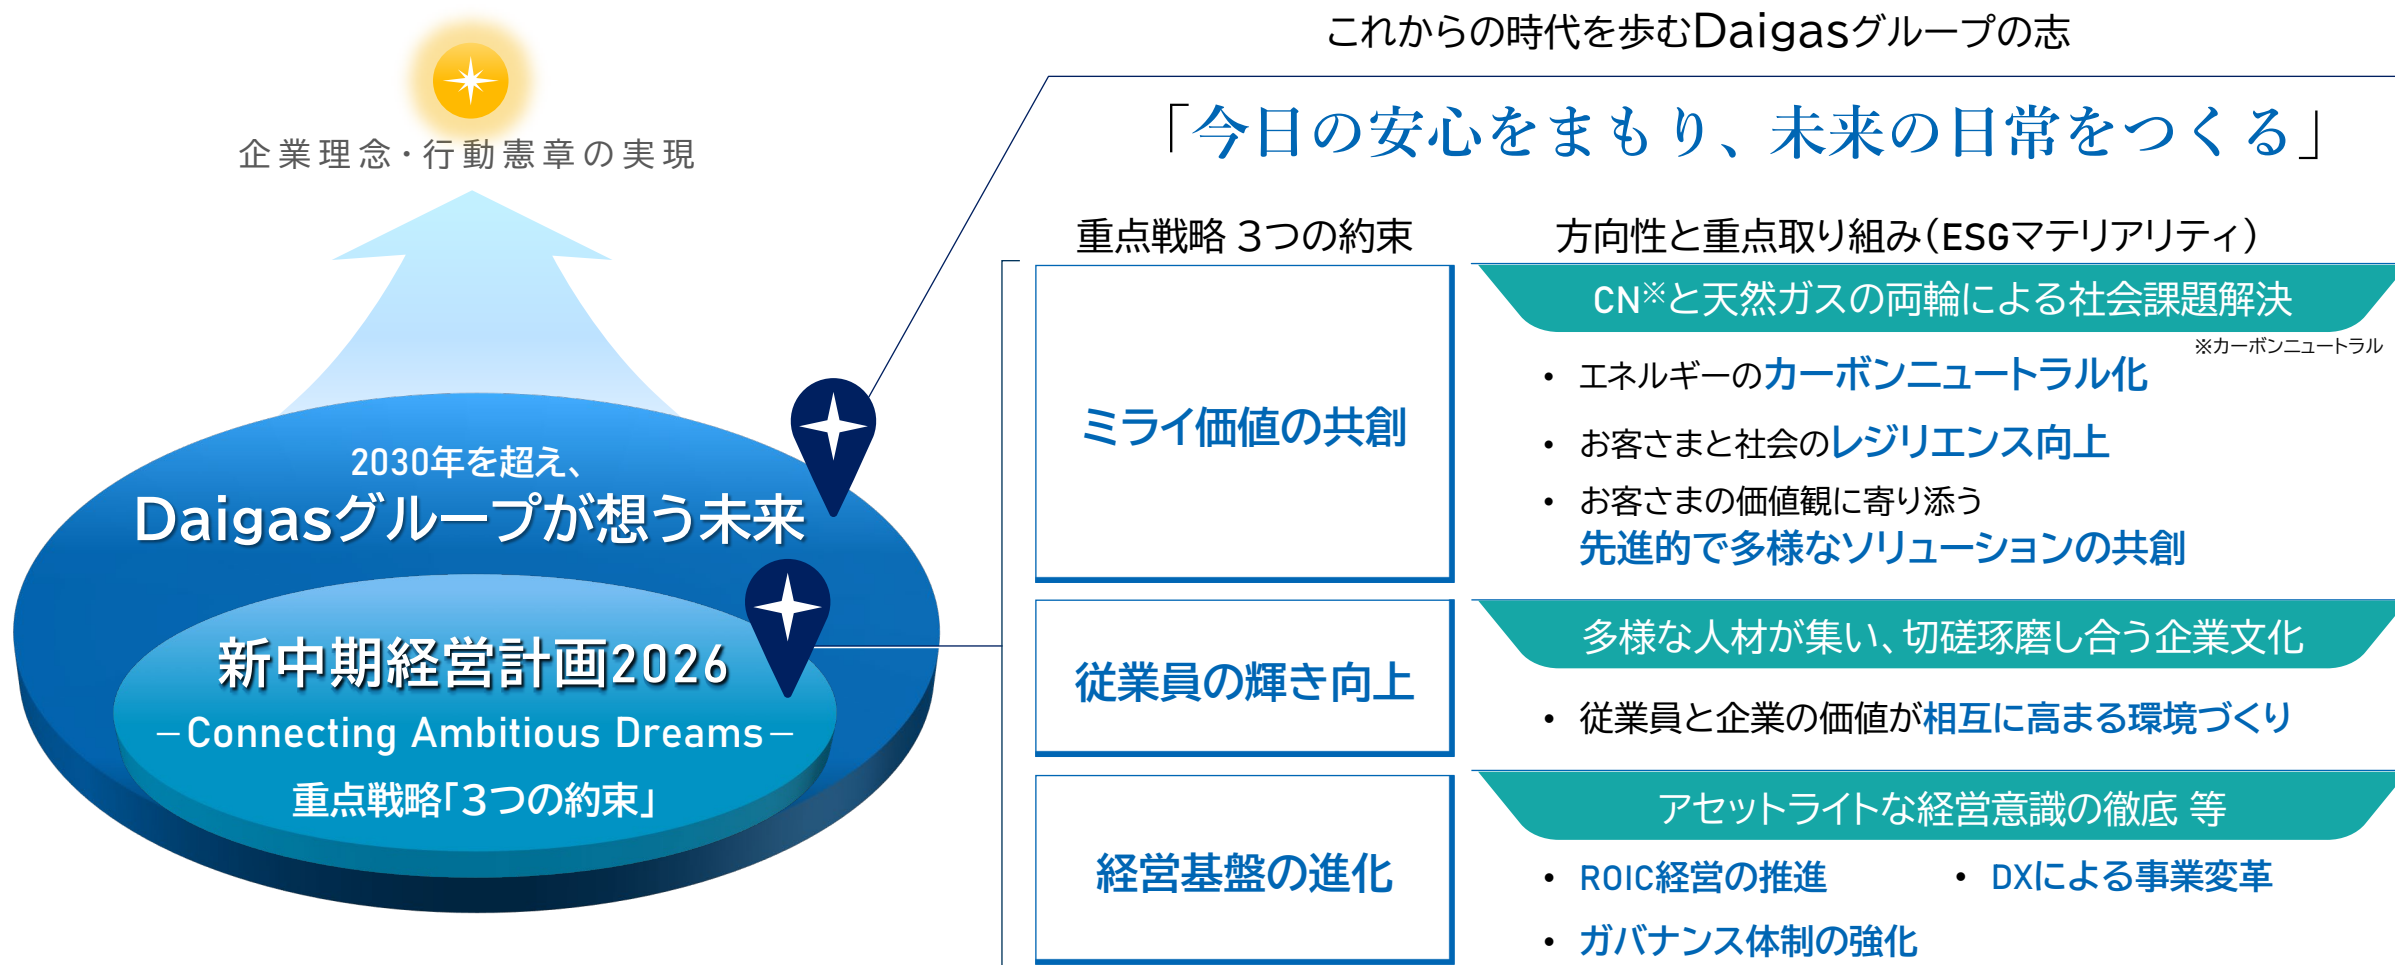 企業理念・行動憲章の実現
2030年を超え、
Daigasグループが想う未来
新中期経営計画2026
－Connecting Ambitious Dreams－
重点戦略「3つの約束」
これからの時代を歩むDaigasグループの志
「今日の安心をまもり、未来の日常をつくる」
重点戦略 3つの約束
方向性と重点取り組み（ESGマテリアリティ）
ミライ価値の共創
CN※と天然ガスの両輪による社会課題解決
※カーボンニュートラル
• エネルギーのカーボンニュートラル化
• お客さまと社会のレジリエンス向上
• お客さまの価値観に寄り添う
先進的で多様なソリューションの共創
従業員の輝き向上
多様な人材が集い、切磋琢磨し合う企業文化
• 従業員と企業の価値が相互に高まる環境づくり
経営基盤の進化
アセットライトな経営意識の徹底 等
• ROIC経営の推進
• DXによる事業変革
• ガバナンス体制の強化